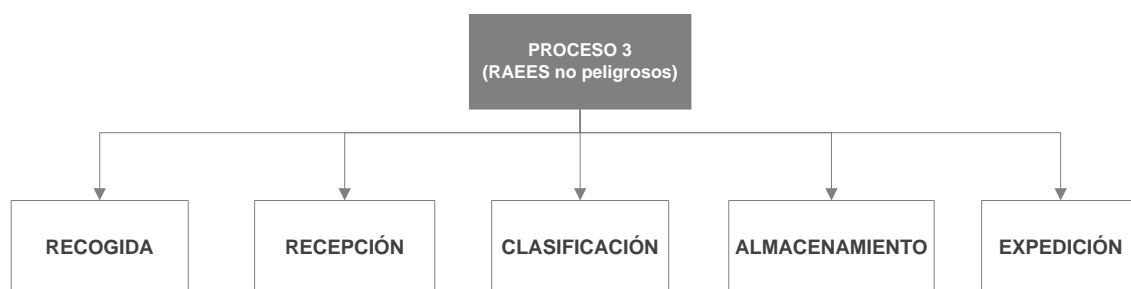 PROCESO 3
(RAEES no peligrosos)
RECOGIDA
RECEPCIÓN
CLASIFICACIÓN
ALMACENAMIENTO
EXPEDICIÓN